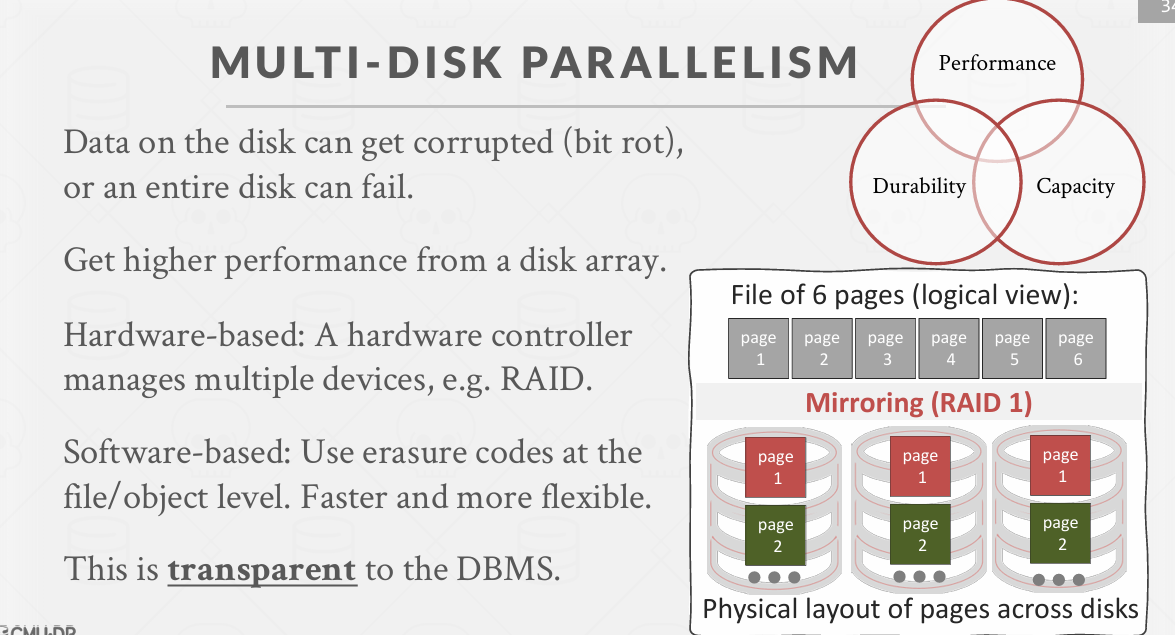 34
MULTI-DISK PARALLELISM
Performance
Durability
Capacity
Data on the disk can get corrupted (bit rot),
or an entire disk can fail.
Get higher performance from a disk array.
Hardware-based: A hardware controller
manages multiple devices, e.g. RAID.
Software-based: Use erasure codes at the
file/object level. Faster and more flexible.
This is transparent to the DBMS.
File of 6 pages (logical view):
page
1
page
2
page
3
page
4
page
5
page
6
Mirroring (RAID 1)
page
1
page
1
page
1
page
2
page
2
page
2
Physical layout of pages across disks
CMU·DB